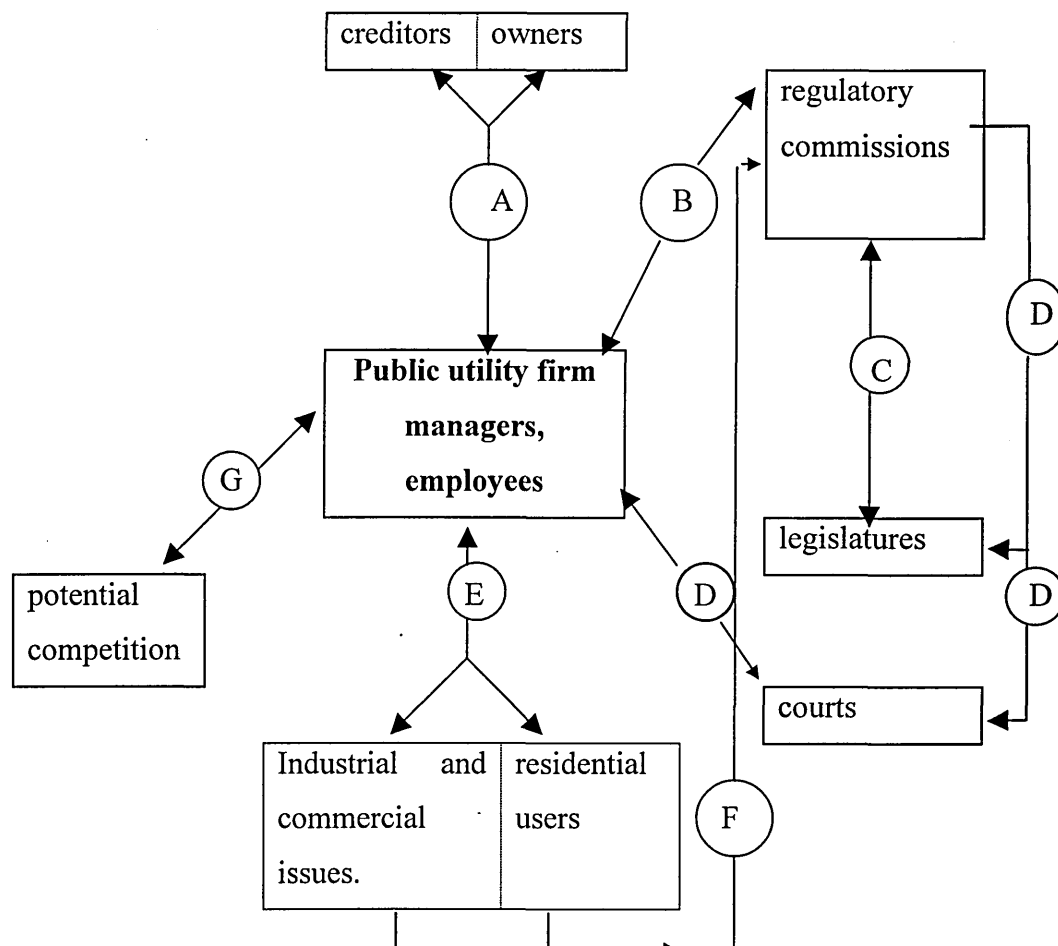 creditors owners
regulatory
commissions
A
B
D
C
Public utility firm
managers,
employees
G
legislatures
potential
competition
E
D
D
courts
Industrial and
commercial
issues.
residential
users
F